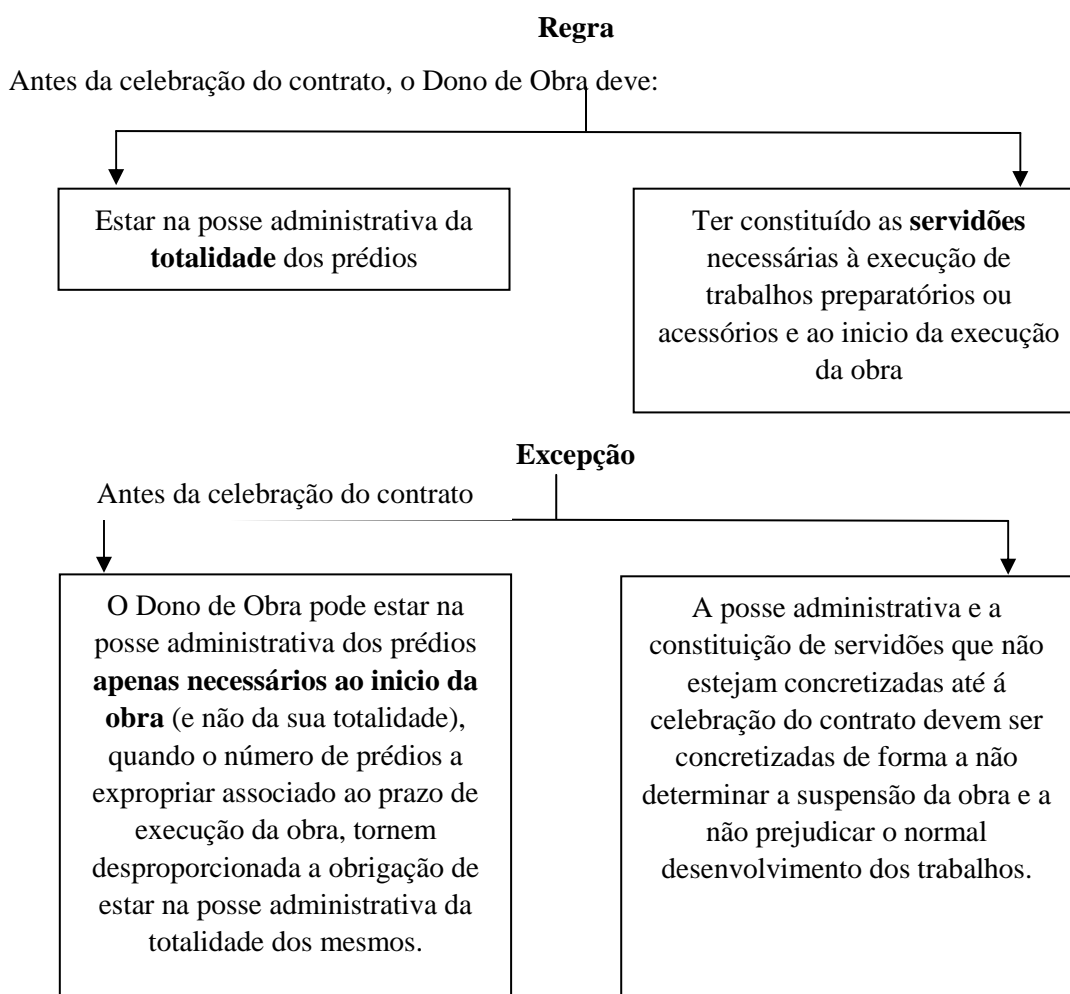 Regra
Antes da celebração do contrato, o Dono de Obra deve:
Estar na posse administrativa da
totalidade dos prédios
Ter constituído as servidões
necessárias à execução de
trabalhos preparatórios ou
acessórios e ao inicio da execução
da obra
Excepção
Antes da celebração do contrato
O Dono de Obra pode estar na
posse administrativa dos prédios
apenas necessários ao inicio da
obra (e não da sua totalidade),
quando o número de prédios a
expropriar associado ao prazo de
execução da obra, tornem
desproporcionada a obrigação de
estar na posse administrativa da
totalidade dos mesmos.
A posse administrativa e a
constituição de servidões que não
estejam concretizadas até á
celebração do contrato devem ser
concretizadas de forma a não
determinar a suspensão da obra e a
não prejudicar o normal
desenvolvimento dos trabalhos.